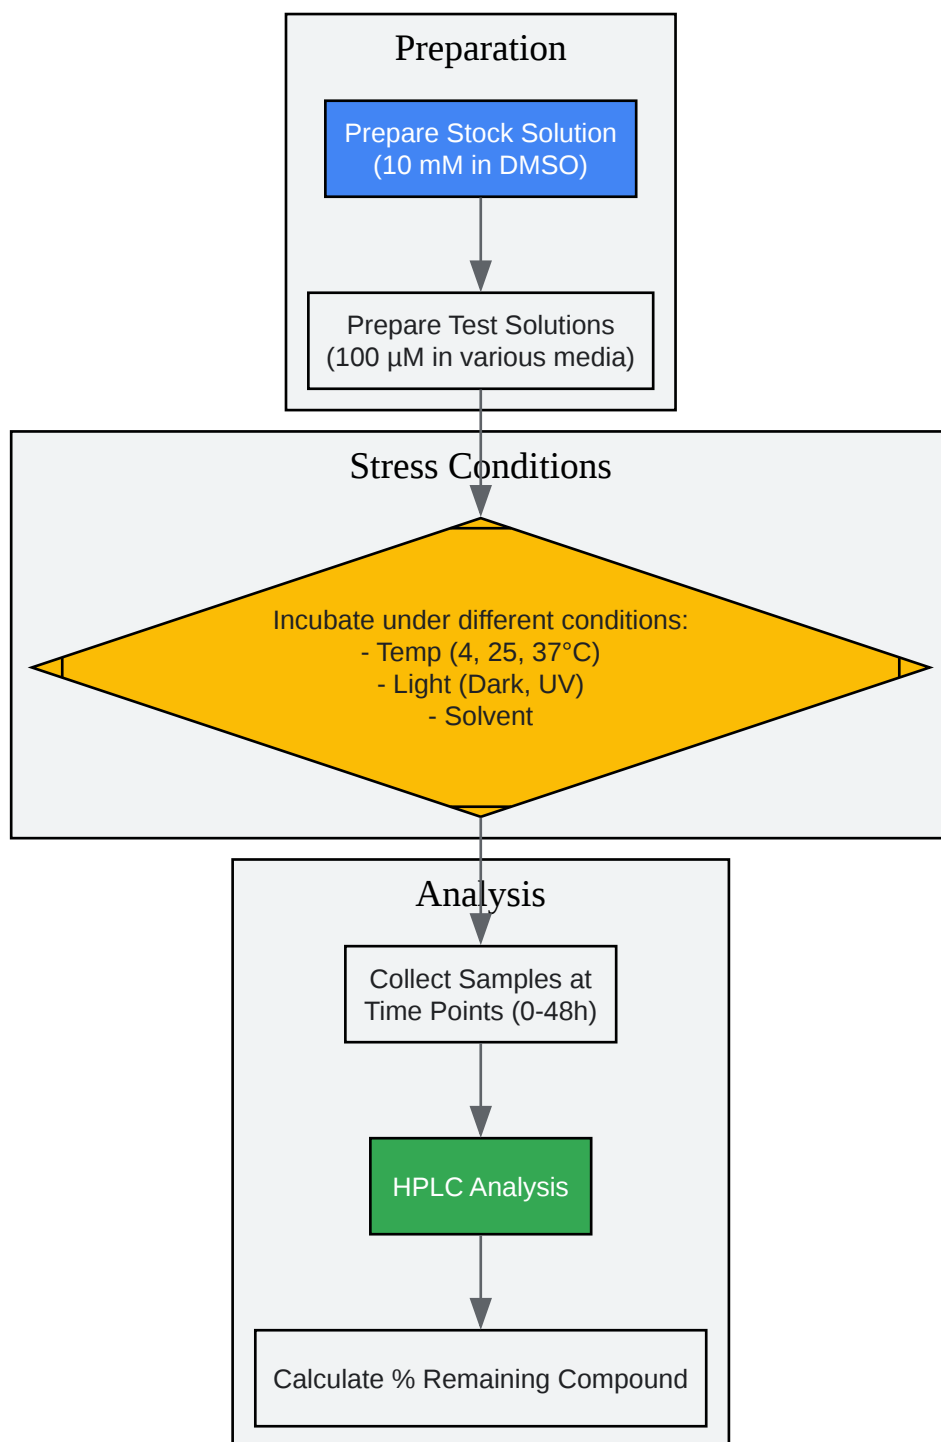 Preparation
Prepare Stock Solution
(10 mM in DMSO)
Prepare Test Solutions
(100 µM in various media)
Stress Conditions
Incubate under different conditions:
- Temp (4, 25, 37°C)
- Light (Dark, UV)
- Solvent
Analysis
Collect Samples at
Time Points (0-48h)
HPLC Analysis
Calculate % Remaining Compound